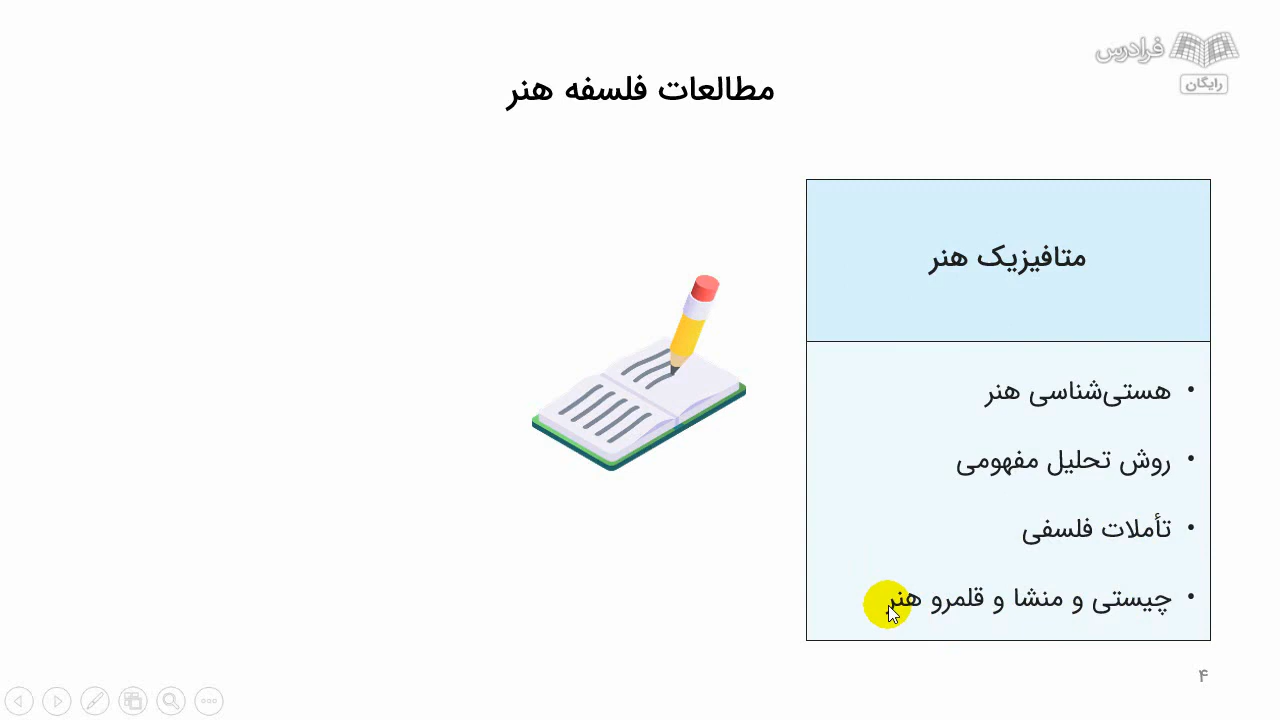 فرادرس
رایگان
مطالعات فلسفه هنر
متافیزیک هنر
• هستی‌شناسی هنر
• روش تحلیل مفهومی
• تأملات فلسفی
• چیستی و منشا و قلمرو هنر
۴